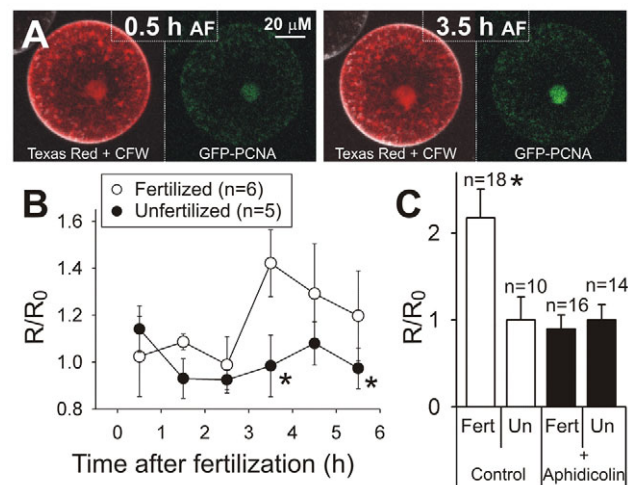 A
0.5 h AF
20 μM
3.5 h AF
Texas Red + CFW
GFP-PCNA
Texas Red + CFW
GFP-PCNA
B
Fertilized (n=6)
Unfertilized (n=5)
1.6
1.4
1.2
1.0
0.8
R/R0
*
*
0 1 2 3 4 5 6
Time after fertilization (h)
C
n=18 *
n=10
n=16
n=14
2
1
0
R/R0
Fert Un Fert Un
+
Control Aphidicolin